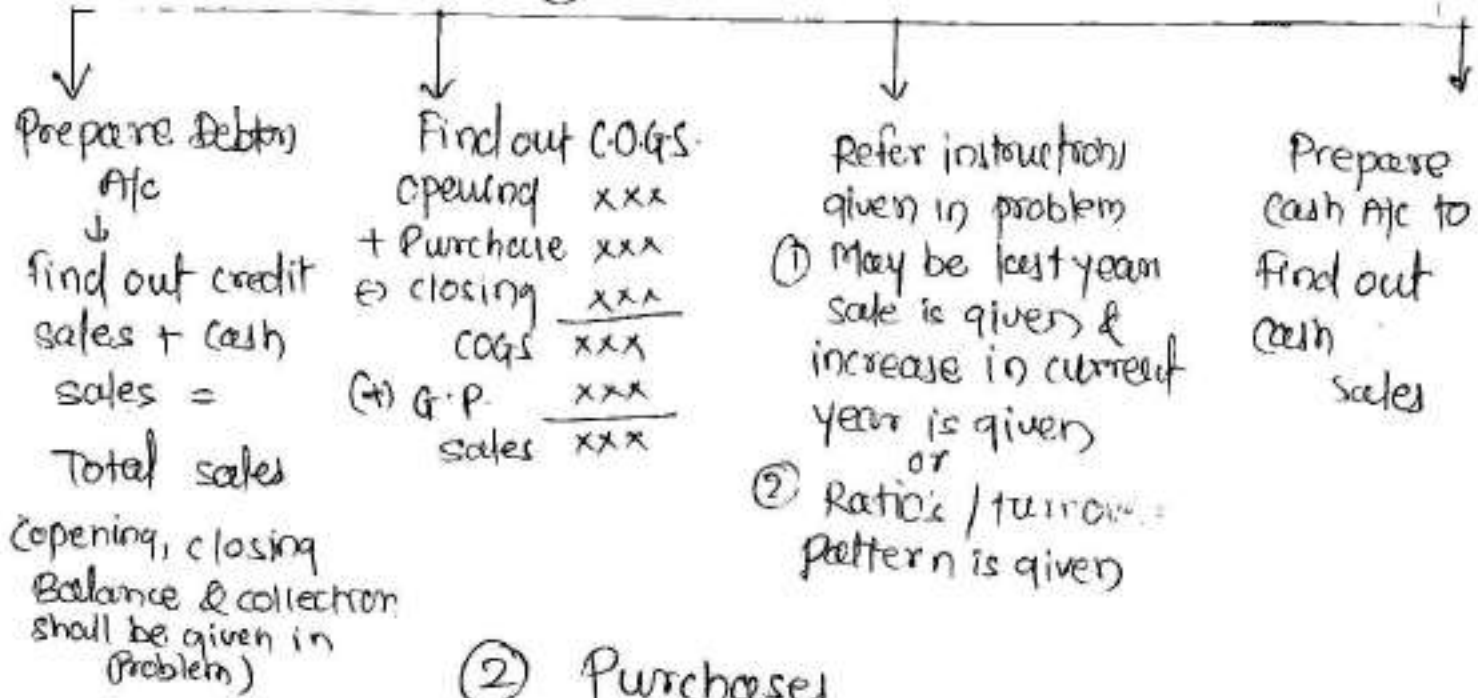 Prepare Debtors
A/c
↓
find out credit
sales + cash
sales =
Total sales
(opening, closing
Balance & collection
shall be given in
Problem)
Find out C.O.G.S.
opening xxx
+ Purchase xxx
(-) closing xxx
COGS xxx
(+) G.P. xxx
sales xxx
Refer instructions
given in problem
① May be last year
sale is given &
increase in current
year is given
or
② Ratio's /
pattern is given
Prepare
Cash A/c to
Find out
Cash
Sales
② Purchases